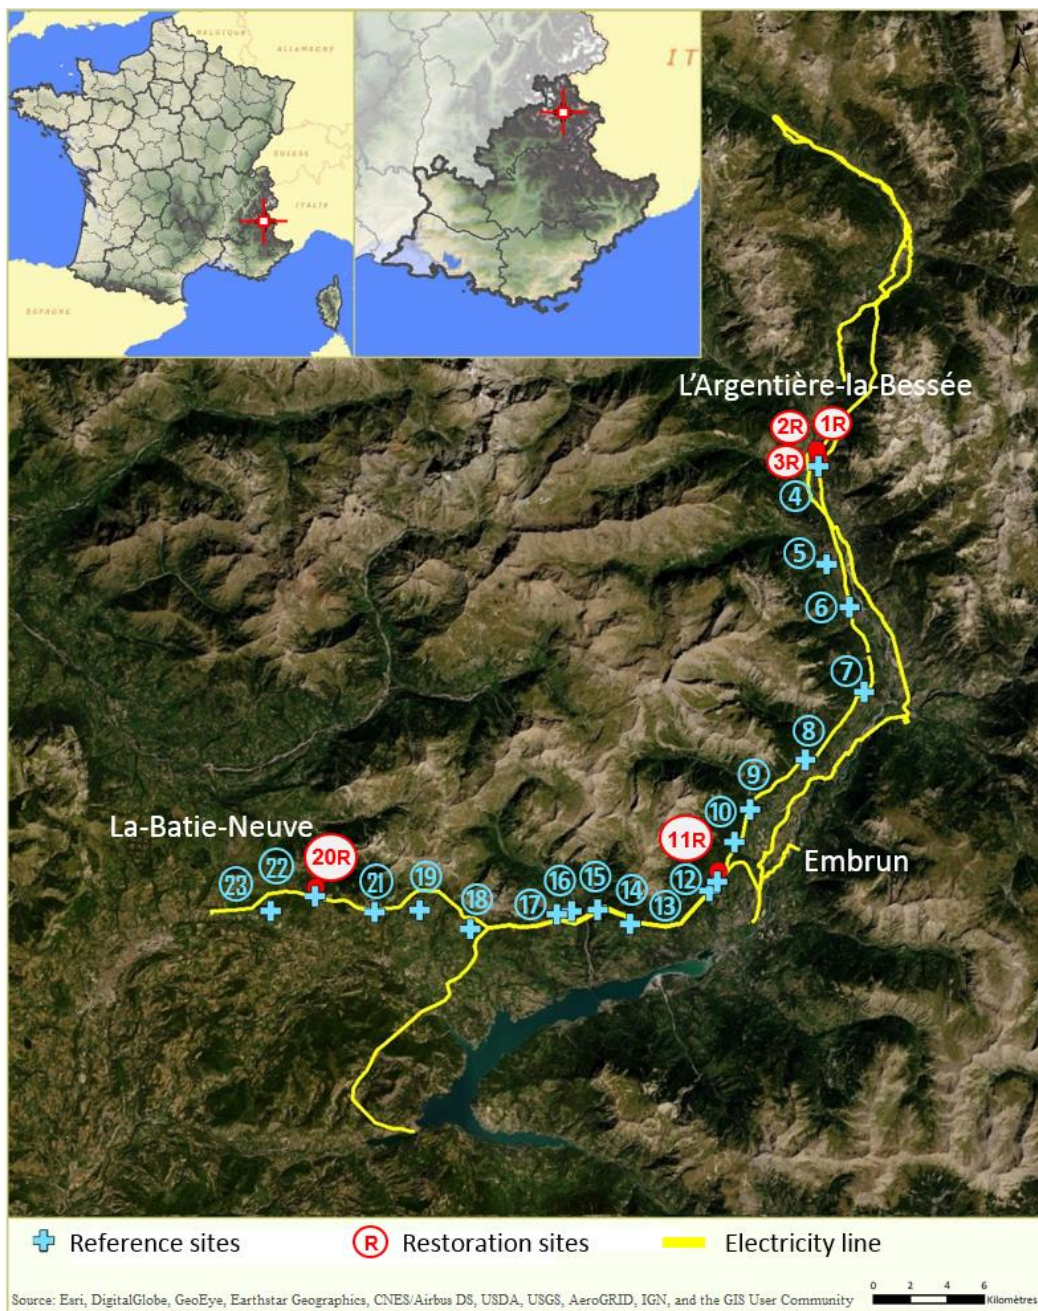 BELGIQUE
ALLEMAGNE
SUISSE
ITALIE
ESPAGNE
IT
N
L'Argentière-la-Bessée
2R
1R
3R
4
5
6
7
8
9
10
La-Batie-Neuve
11R
20R
Embrun
23
22
21
19
18
17
16
15
14
13
12
Reference sites
R Restoration sites
Electricity line
Source: Esri, DigitalGlobe, GeoEye, Earthstar Geographics, CNES/Airbus DS, USDA, USGS, AeroGRID, IGN, and the GIS User Community
0 2 4 6
Kilomètres